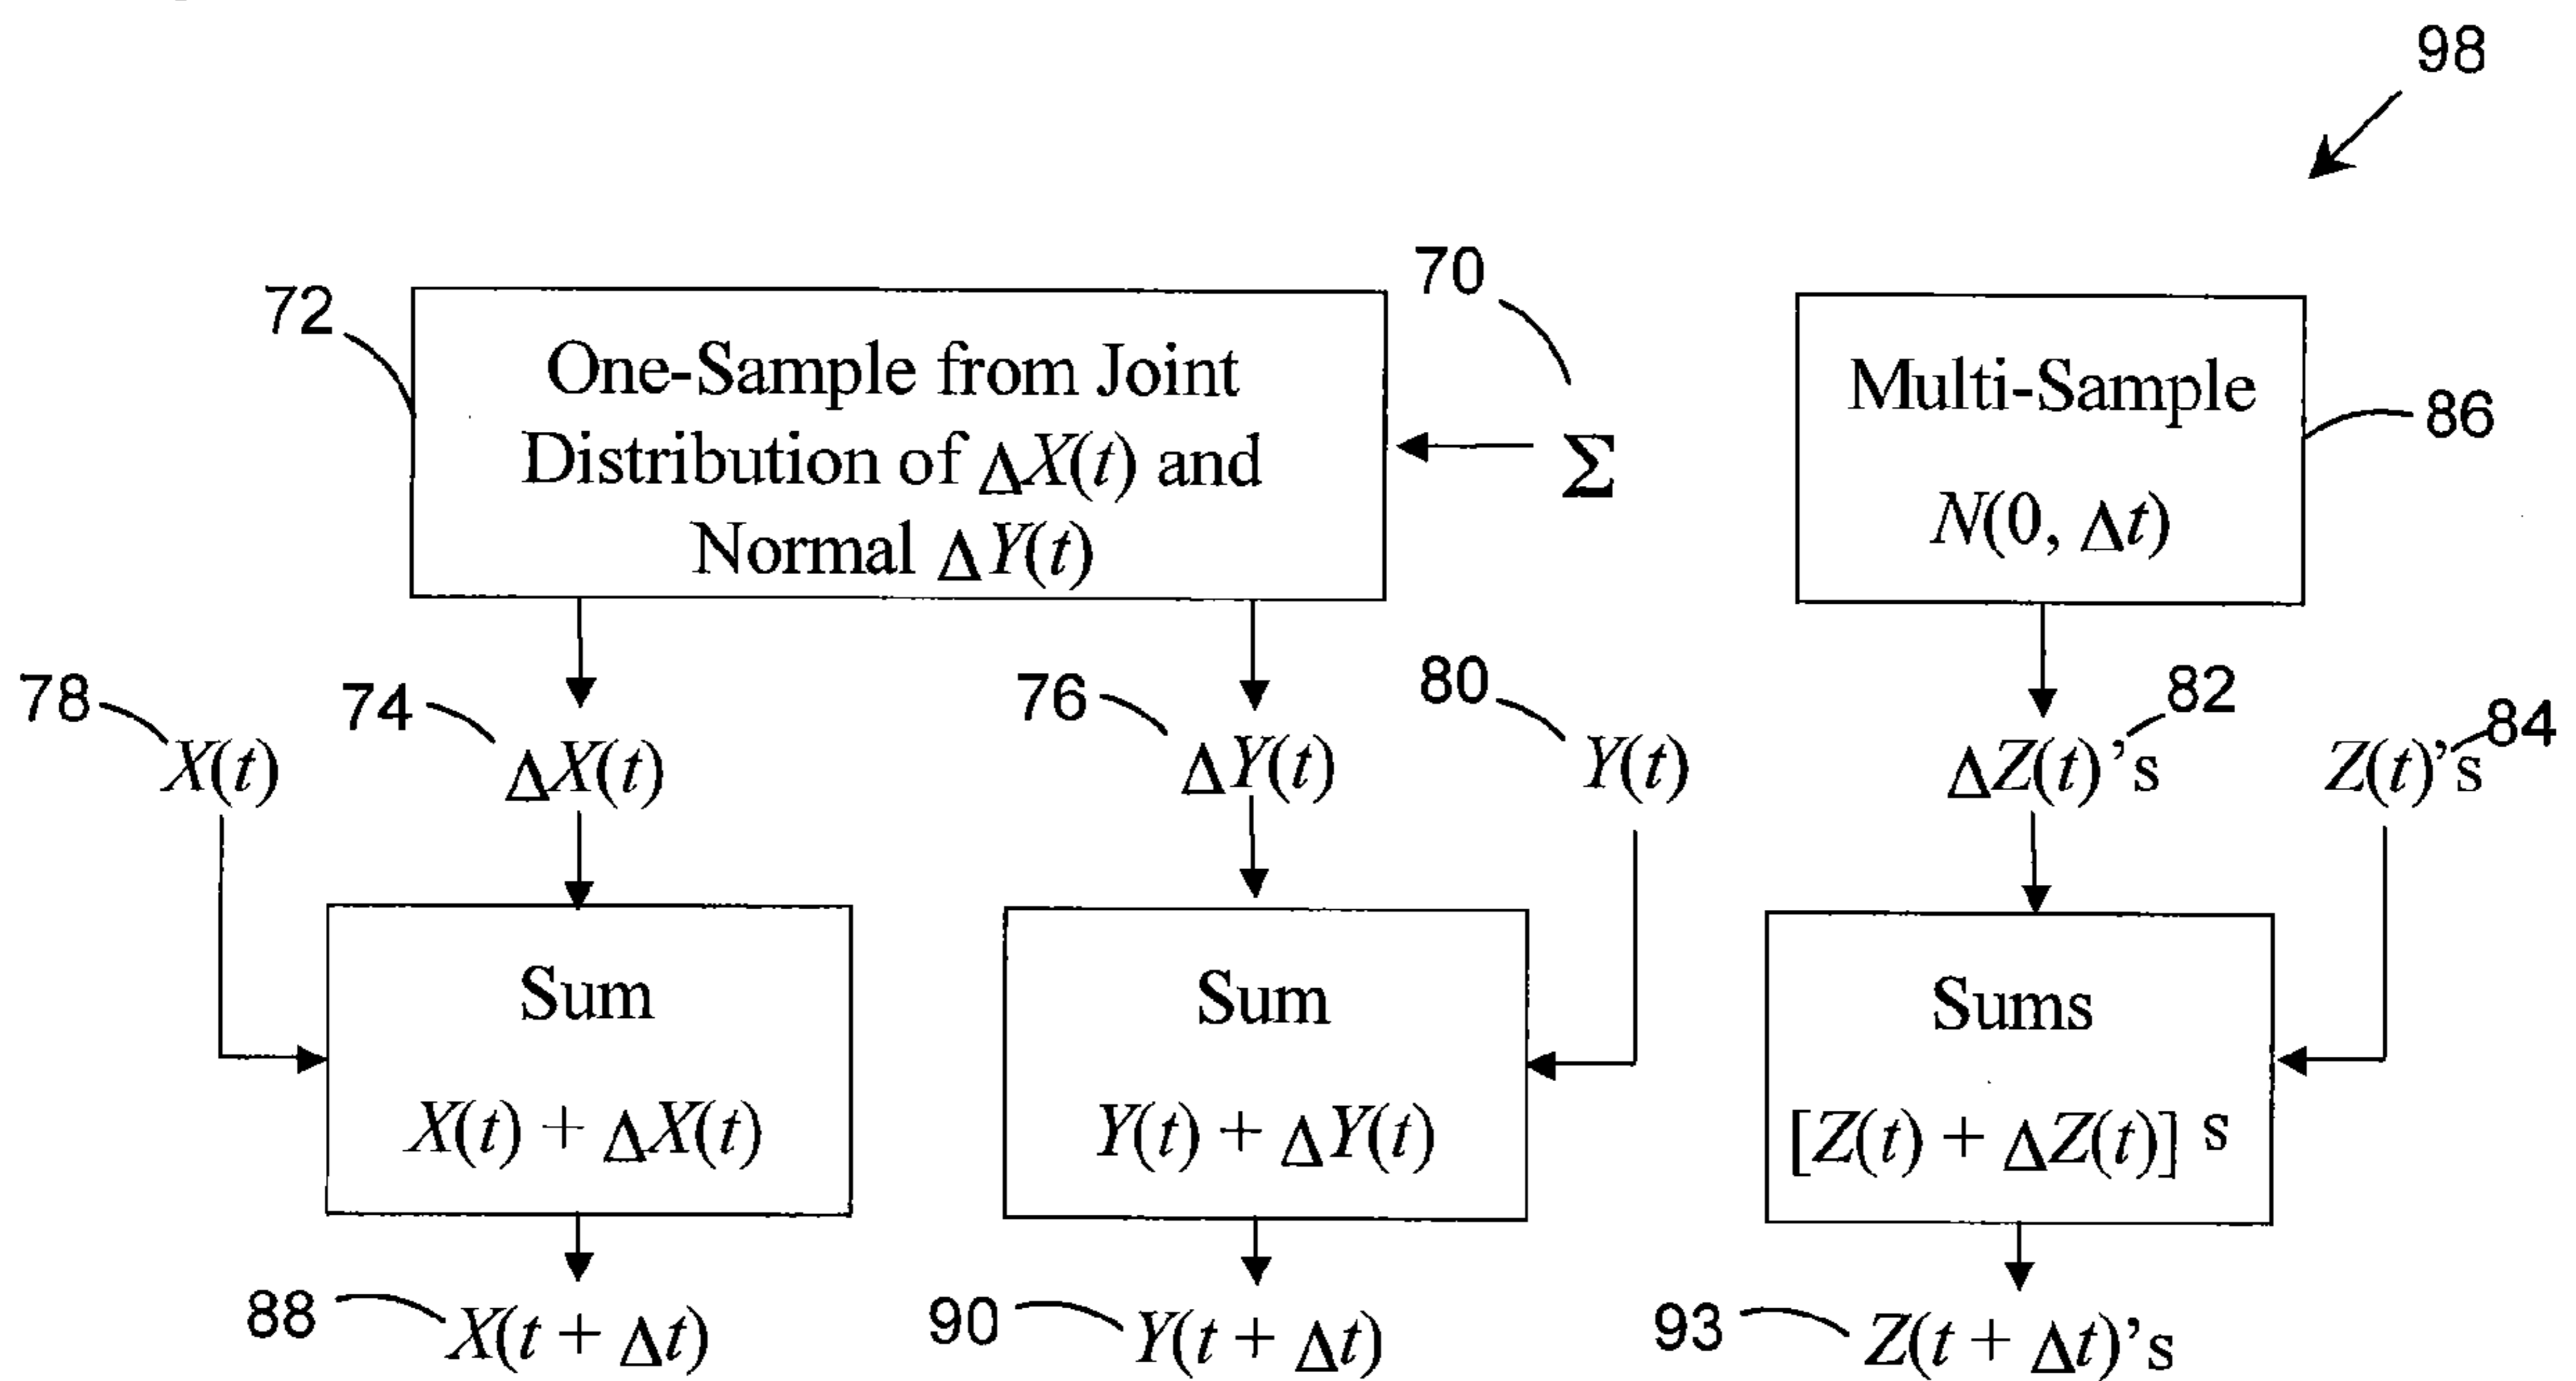 98
70
72
One-Sample from Joint
Distribution of ΔX(t) and
Normal ΔY(t)
Σ
Multi-Sample
N(0, Δt)
86
78
X(t)
74
ΔX(t)
76
ΔY(t)
80
Y(t)
82
ΔZ(t)'s
84
Z(t)'s
Sum
X(t) + ΔX(t)
Sum
Y(t) + ΔY(t)
Sums
[Z(t) + ΔZ(t)] s
88
X(t + Δt)
90
Y(t + Δt)
93
Z(t + Δt)'s